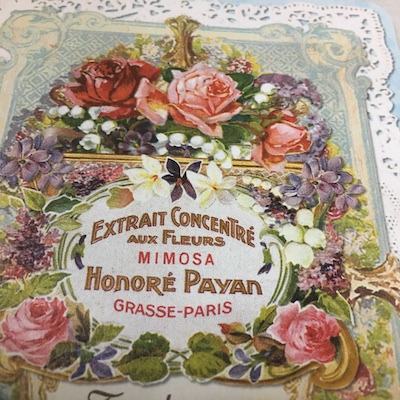 EXTRAIT CONCENTRÉ
AUX FLEURS
MIMOSA
HONORÉ PAYAN
GRASSE-PARIS